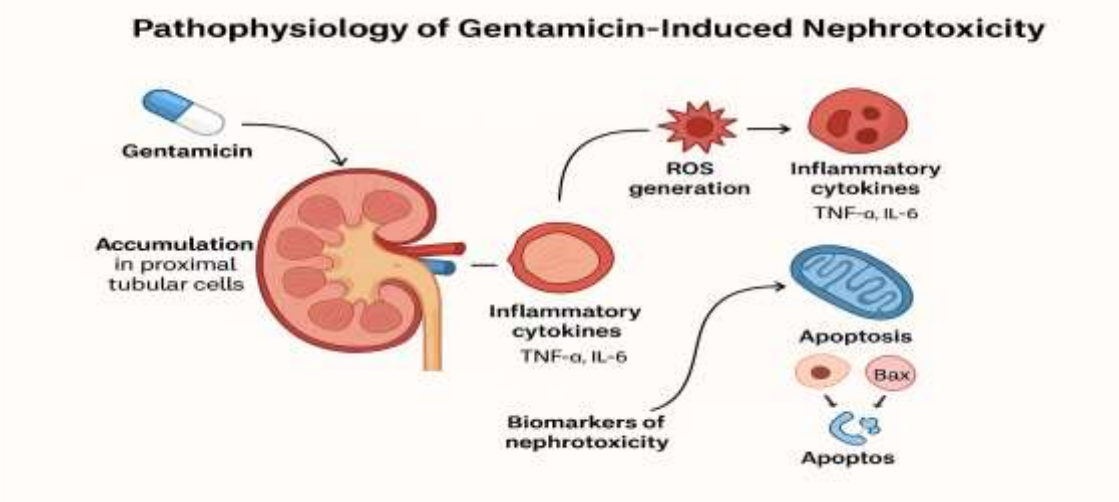 Pathophysiology of Gentamicin-Induced Nephrotoxicity
Gentamicin
Accumulation
in proximal
tubular cells
Inflammatory
cytokines
TNF-α, IL-6
ROS
generation
Inflammatory
cytokines
TNF-α, IL-6
Biomarkers of
nephrotoxicity
Apoptosis
Bax
Apoptos